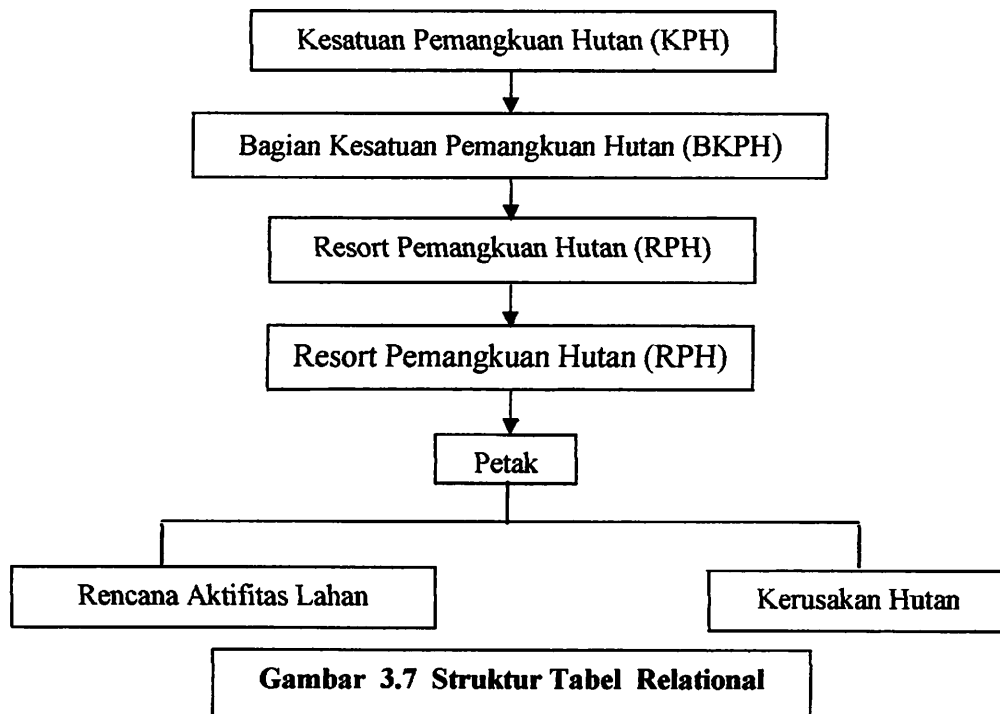 Kesatuan Pemangkuan Hutan (KPH)
Bagian Kesatuan Pemangkuan Hutan (BKPH)
Resort Pemangkuan Hutan (RPH)
Resort Pemangkuan Hutan (RPH)
Petak
Rencana Aktifitas Lahan
Kerusakan Hutan
Gambar 3.7 Struktur Tabel Relational